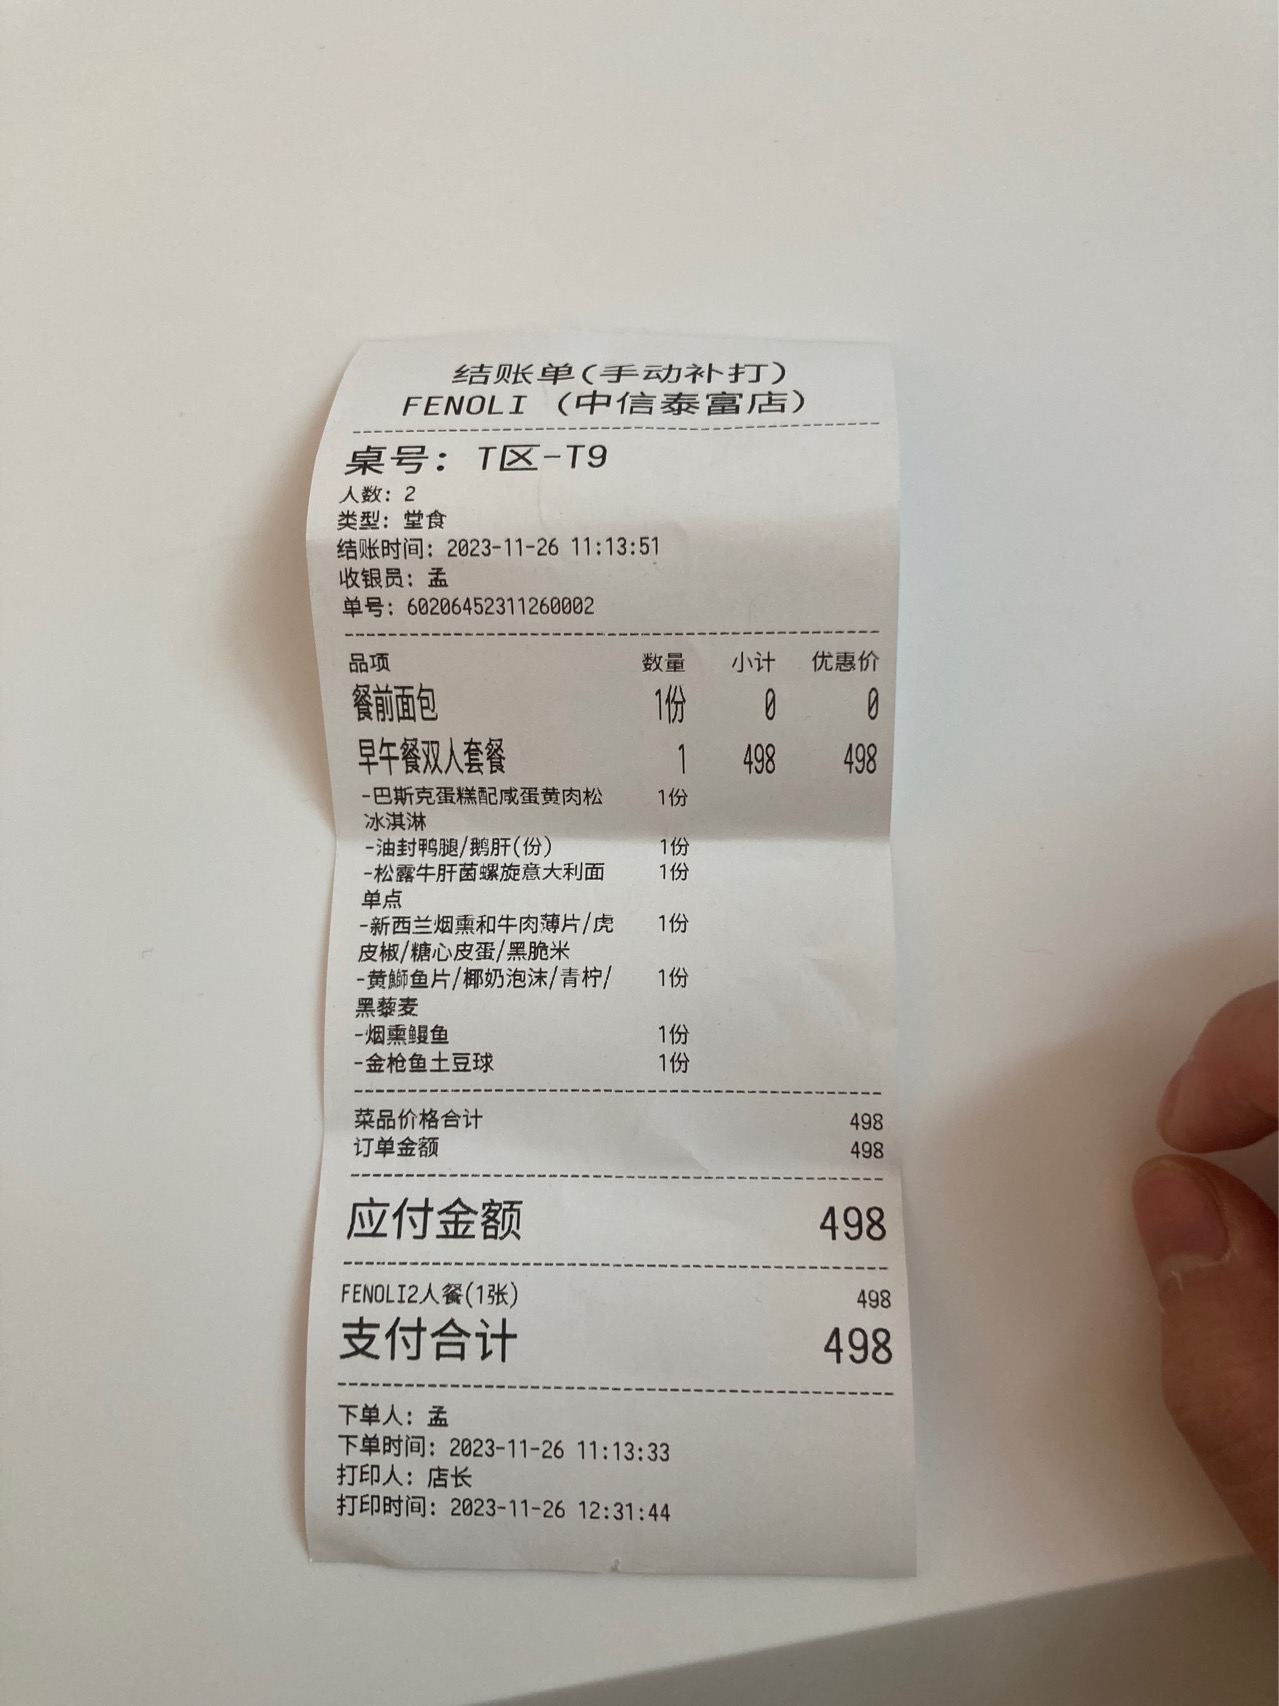 结账单(手动补打)
FENOLI (中信泰富店)
桌号: T区-T9
人数: 2
类型: 堂食
结账时间: 2023-11-26 11:13:51
收银员: 孟
单号: 60206452311260002
品项 数量 小计 优惠价
餐前面包 1份 0 0
早午餐双人套餐 1 498 498
-巴斯克蛋糕配咸蛋黄肉松 1份
冰淇淋
-油封鸭腿/鹅肝(份) 1份
-松露牛肝菌螺旋意大利面 1份
单点
-新西兰烟熏和牛肉薄片/虎 1份
皮椒/糖心皮蛋/黑脆米
-黄鰤鱼片/椰奶泡沫/青柠/ 1份
黑藜麦
-烟熏鳗鱼 1份
-金枪鱼土豆球 1份
菜品价格合计 498
订单金额 498
应付金额 498
FENOLI2人餐(1张) 498
支付合计 498
下单人: 孟
下单时间: 2023-11-26 11:13:33
打印人: 店长
打印时间: 2023-11-26 12:31:44